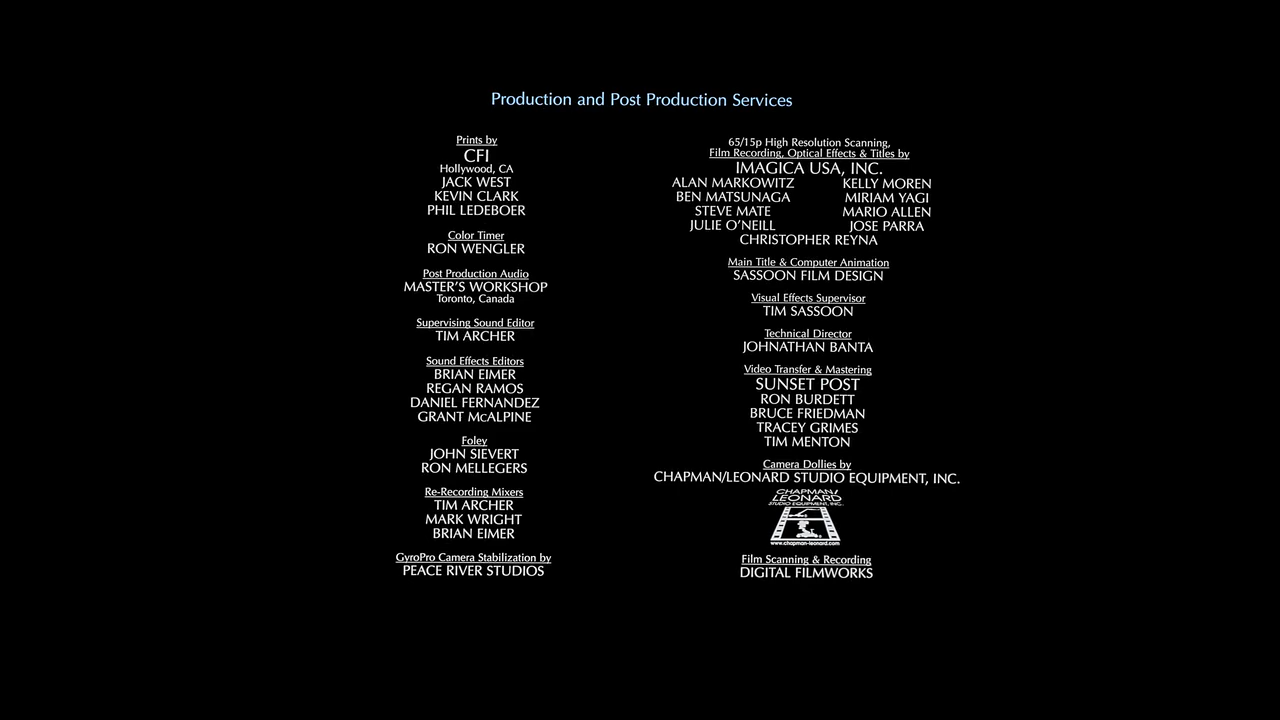 Production and Post Production Services
Prints by
CFI
Hollywood, CA
JACK WEST
KEVIN CLARK
PHIL LEDEBOER
Color Timer
RON WENGLER
Post Production Audio
MASTER'S WORKSHOP
Toronto, Canada
Supervising Sound Editor
TIM ARCHER
Sound Effects Editors
BRIAN EIMER
REGAN RAMOS
DANIEL FERNANDEZ
GRANT McALPINE
Foley
JOHN SIEVERT
RON MELLEGERS
Re-Recording Mixers
TIM ARCHER
MARK WRIGHT
BRIAN EIMER
GyroPro Camera Stabilization by
PEACE RIVER STUDIOS
65/15p High Resolution Scanning,
Film Recording, Optical Effects & Titles by
IMAGICA USA, INC.
ALAN MARKOWITZ KELLY MOREN
BEN MATSUNAGA MIRIAM YAGI
STEVE MATE MARIO ALLEN
JULIE O'NEILL JOSE PARRA
CHRISTOPHER REYNA
Main Title & Computer Animation
SASSOON FILM DESIGN
Visual Effects Supervisor
TIM SASSOON
Technical Director
JOHNATHAN BANTA
Video Transfer & Mastering
SUNSET POST
RON BURDETT
BRUCE FRIEDMAN
TRACEY GRIMES
TIM MENTON
Camera Dollies by
CHAPMAN/LEONARD STUDIO EQUIPMENT, INC.
CHAPMAN/
LEONARD
STUDIO EQUIPMENT, INC.
www.chapman-leonard.com
Film Scanning & Recording
DIGITAL FILMWORKS